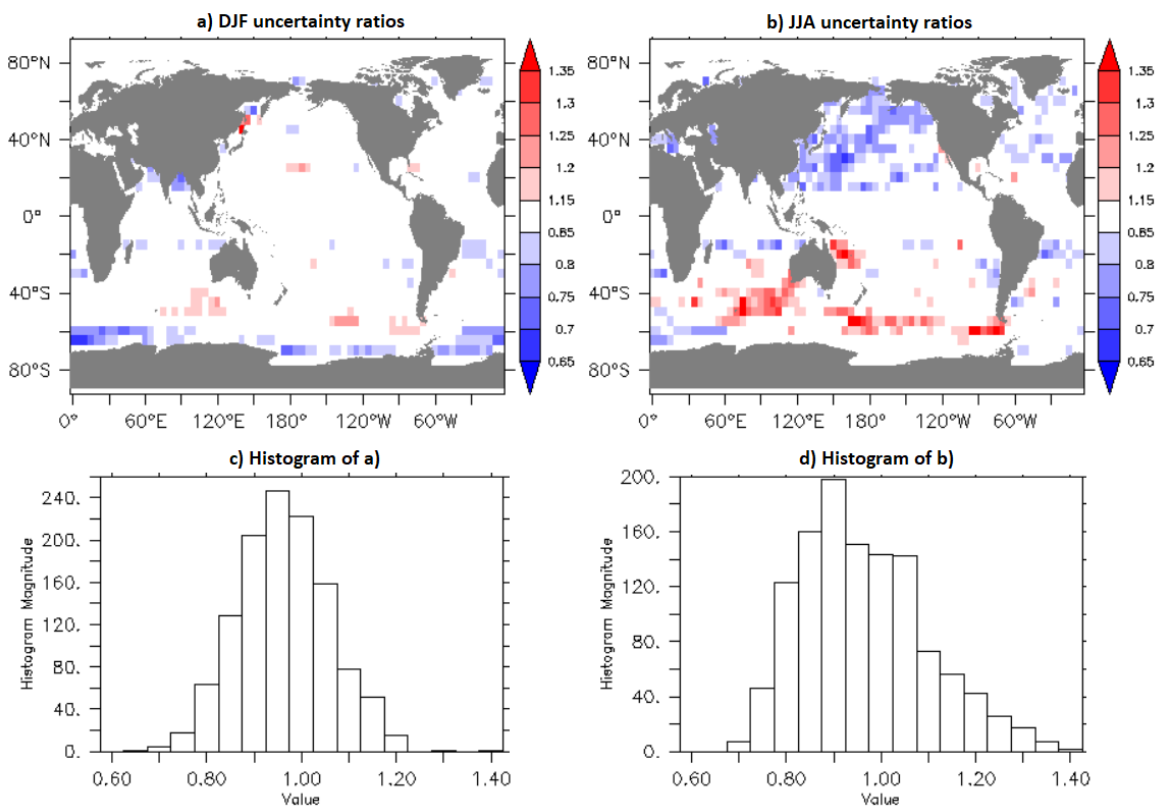 a) DJF uncertainty ratios
b) JJA uncertainty ratios
80°N
40°N
0°
40°S
80°S
0°
60°E
120°E
180°
120°W
60°W
1.35
1.3
1.25
1.2
1.15
0.85
0.8
0.75
0.7
0.65
80°N
40°N
0°
40°S
80°S
0°
60°E
120°E
180°
120°W
60°W
1.35
1.3
1.25
1.2
1.15
0.85
0.8
0.75
0.7
0.65
c) Histogram of a)
Histogram Magnitude
240.
200.
160.
120.
80.
40.
0.
0.60
0.80
1.00
1.20
1.40
Value
d) Histogram of b)
Histogram Magnitude
200.
160.
120.
80.
40.
0.
0.60
0.80
1.00
1.20
1.40
Value